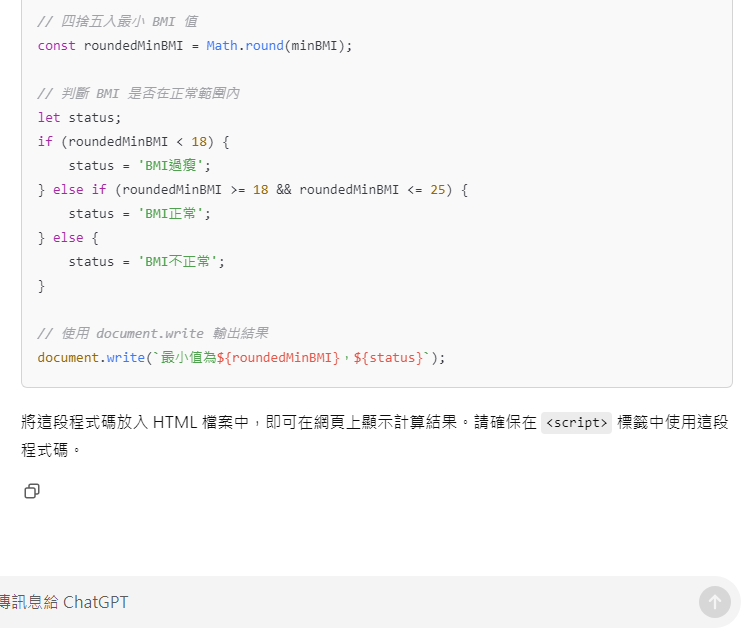 // 四捨五入最小 BMI 值
const roundedMinBMI = Math.round(minBMI);
// 判斷 BMI 是否在正常範圍內
let status;
if (roundedMinBMI < 18) {
status = 'BMI過瘦';
} else if (roundedMinBMI >= 18 && roundedMinBMI <= 25) {
status = 'BMI正常';
} else {
status = 'BMI不正常';
}
// 使用 document.write 輸出結果
document.write(`最小值為${roundedMinBMI}，${status}`);
將這段程式碼放入 HTML 檔案中，即可在網頁上顯示計算結果。請確保在 <script> 標籤中使用這段
程式碼。
傳訊息給 ChatGPT